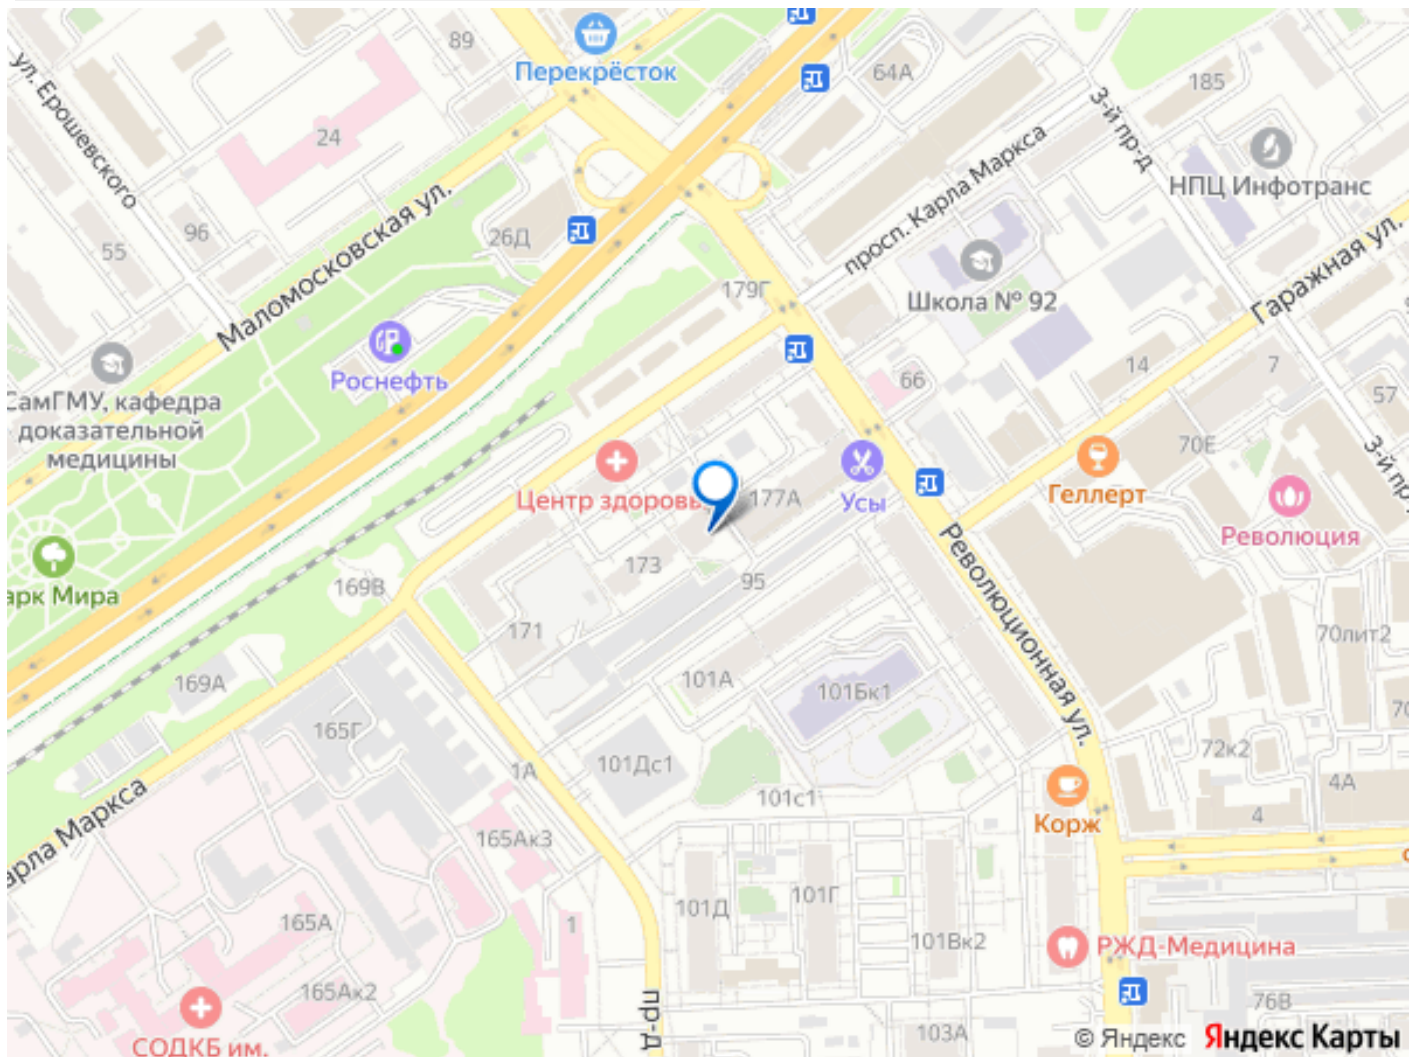 89
Перекрёсток
64А
185
ул. Ерошевского
24
3-й пр-д
НПЦ Инфотранс
просп. Карла Маркса
Маломосковская ул.
96
55
26Д
Школа № 92
Гаражная ул.
179Г
Роснефть
СамГМУ, кафедра
доказательной
медицины
66
14
7
57
70Е
3-й пр
Центр здоровь
177А
Усы
Геллерт
Революция
арк Мира
169В
173
95
171
Революционная ул.
70лит2
169А
101А
101Бк1
165Г
101Дс1
1А
72к2
70
4А
101с1
4
Корж
арла Маркса
165Ак3
165А
1
101Д
101Г
101Вк2
РЖД-Медицина
165Ак2
пр-д
76В
СОДКБ им.
103А
© Яндекс Яндекс Карты